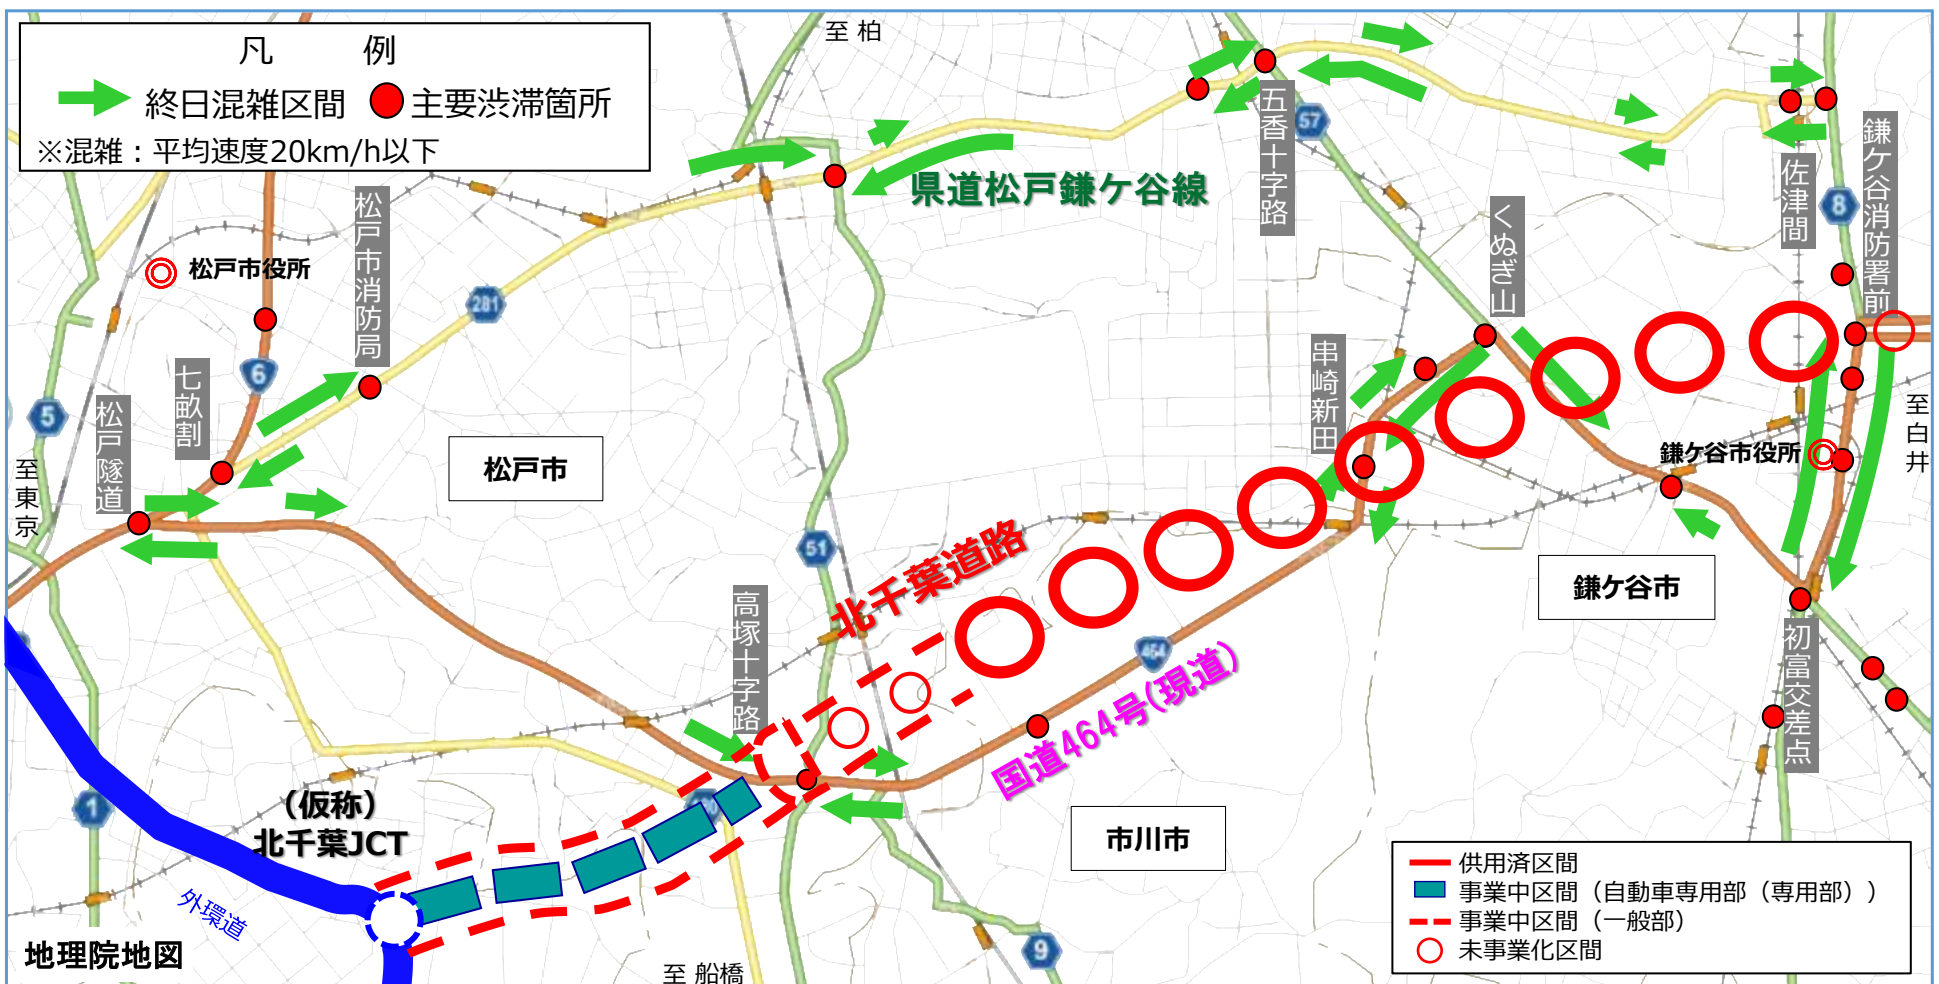 凡 例
終日混雑区間
主要渋滞箇所
※混雑：平均速度20km/h以下
至 柏
五香十字路
57
佐津間
鎌ケ谷消防署前
8
県道松戸鎌ケ谷線
くぬぎ山
松戸市消防局
松戸市役所
281
6
七畝割
松戸隧道
5
至東京
松戸市
串崎新田
鎌ケ谷市役所
至白井
51
北千葉道路
鎌ケ谷市
高塚十字路
464
国道464号(現道)
初富交差点
1
（仮称）
北千葉JCT
市川市
外環道
9
地理院地図
至 船橋
供用済区間
事業中区間（自動車専用部（専用部））
事業中区間（一般部）
未事業化区間